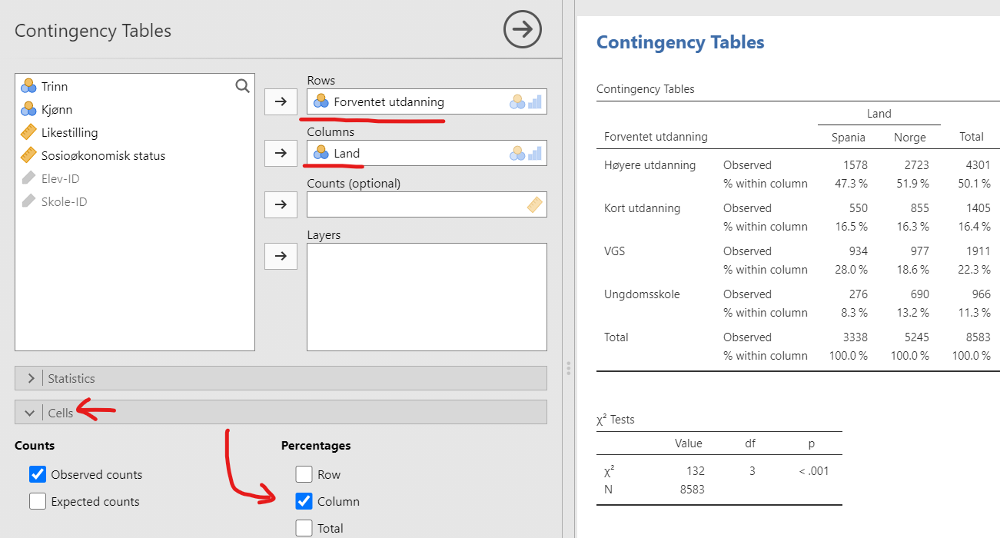 Contingency Tables
Trinn
Kjønn
Likestilling
Sosioøkonomisk status
Elev-ID
Skole-ID
Rows
Forventet utdanning
Columns
Land
Counts (optional)
Layers
Statistics
Cells
Counts
Observed counts
Expected counts
Percentages
Row
Column
Total
Contingency Tables
Contingency Tables
Land
Forventet utdanning Spania Norge Total
Høyere utdanning Observed 1578 2723 4301
% within column 47.3 % 51.9 % 50.1 %
Kort utdanning Observed 550 855 1405
% within column 16.5 % 16.3 % 16.4 %
VGS Observed 934 977 1911
% within column 28.0 % 18.6 % 22.3 %
Ungdomsskole Observed 276 690 966
% within column 8.3 % 13.2 % 11.3 %
Total Observed 3338 5245 8583
% within column 100.0 % 100.0 % 100.0 %
χ² Tests
Value df p
χ² 132 3 < .001
N 8583